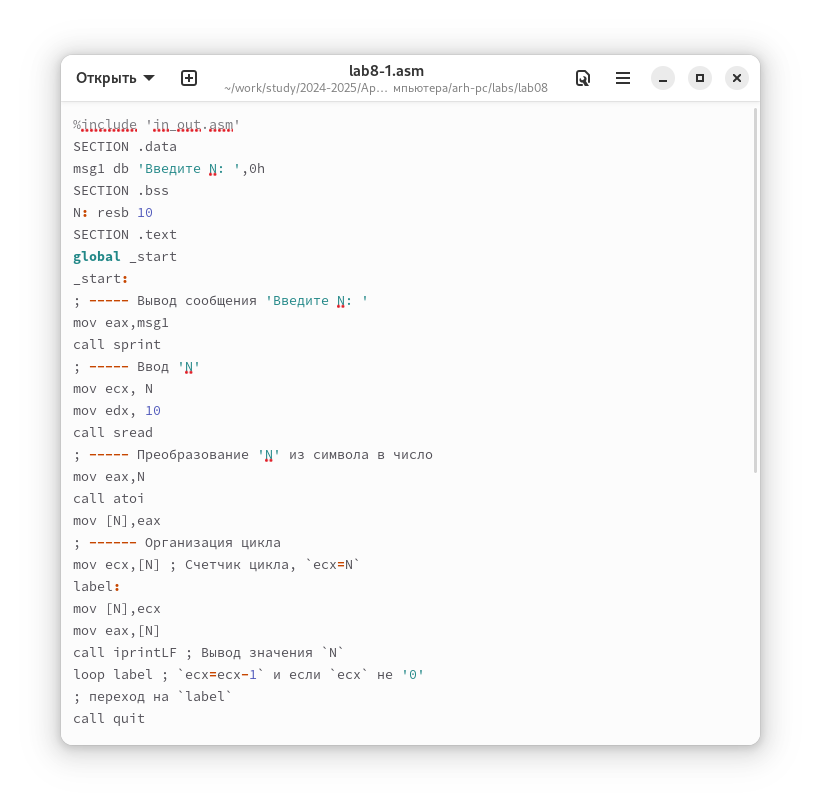 Открыть
lab8-1.asm
~/work/study/2024-2025/Ар… мпьютера/arh-pc/labs/lab08
%include 'in_out.asm'
SECTION .data
msg1 db 'Введите N: ',0h
SECTION .bss
N: resb 10
SECTION .text
global _start
_start:
; ----- Вывод сообщения 'Введите N: '
mov eax,msg1
call sprint
; ----- Ввод 'N'
mov ecx, N
mov edx, 10
call sread
; ----- Преобразование 'N' из символа в число
mov eax,N
call atoi
mov [N],eax
; ------ Организация цикла
mov ecx,[N] ; Счетчик цикла, `ecx=N`
label:
mov [N],ecx
mov eax,[N]
call iprintLF ; Вывод значения `N`
loop label ; `ecx=ecx-1` и если `ecx` не '0'
; переход на `label`
call quit